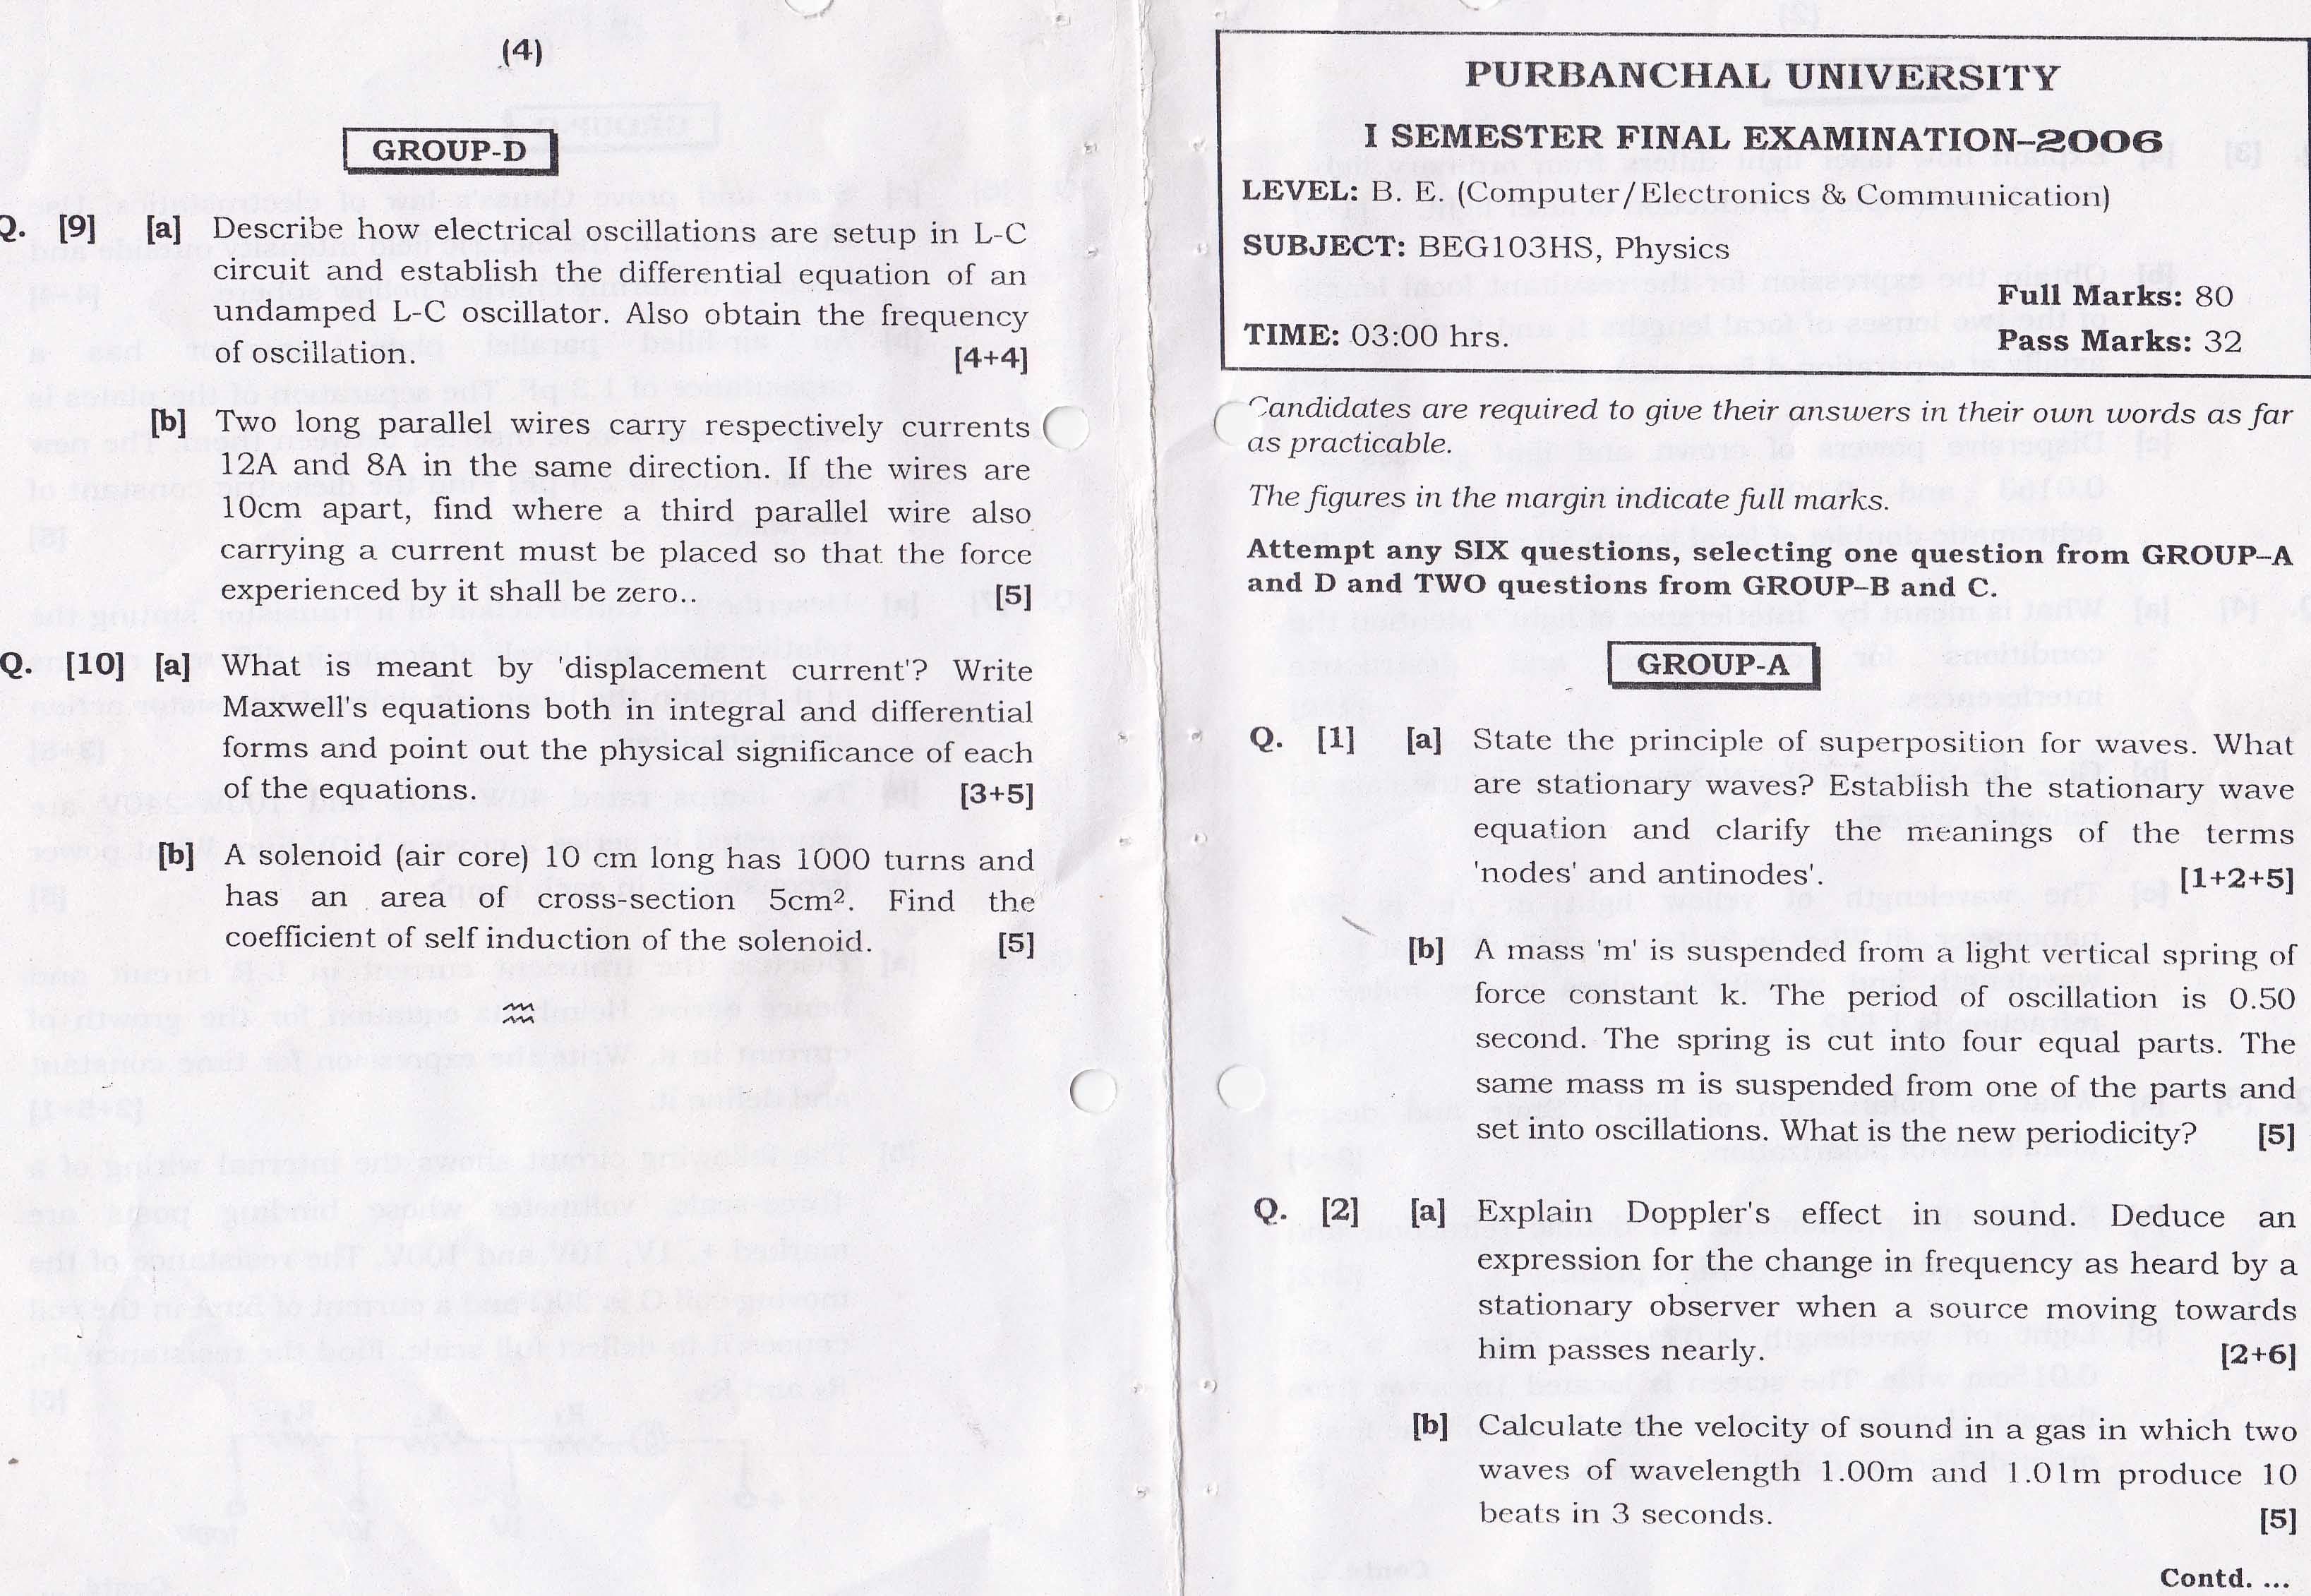 (4)
GROUP-D
Q. [9] [a] Describe how electrical oscillations are setup in L-C
circuit and establish the differential equation of an
undamped L-C oscillator. Also obtain the frequency
of oscillation. [4+4]
[b] Two long parallel wires carry respectively currents
12A and 8A in the same direction. If the wires are
10cm apart, find where a third parallel wire also
carrying a current must be placed so that the force
experienced by it shall be zero.. [5]
Q. [10] [a] What is meant by 'displacement current'? Write
Maxwell's equations both in integral and differential
forms and point out the physical significance of each
of the equations. [3+5]
[b] A solenoid (air core) 10 cm long has 1000 turns and
has an area of cross-section 5cm². Find the
coefficient of self induction of the solenoid. [5]
PURBANCHAL UNIVERSITY
I SEMESTER FINAL EXAMINATION–2006
LEVEL: B. E. (Computer/Electronics & Communication)
SUBJECT: BEG103HS, Physics
Full Marks: 80
TIME: 03:00 hrs. Pass Marks: 32
Candidates are required to give their answers in their own words as far
as practicable.
The figures in the margin indicate full marks.
Attempt any SIX questions, selecting one question from GROUP–A
and D and TWO questions from GROUP–B and C.
GROUP-A
Q. [1] [a] State the principle of superposition for waves. What
are stationary waves? Establish the stationary wave
equation and clarify the meanings of the terms
'nodes' and antinodes'. [1+2+5]
[b] A mass 'm' is suspended from a light vertical spring of
force constant k. The period of oscillation is 0.50
second. The spring is cut into four equal parts. The
same mass m is suspended from one of the parts and
set into oscillations. What is the new periodicity? [5]
Q. [2] [a] Explain Doppler's effect in sound. Deduce an
expression for the change in frequency as heard by a
stationary observer when a source moving towards
him passes nearly. [2+6]
[b] Calculate the velocity of sound in a gas in which two
waves of wavelength 1.00m and 1.01m produce 10
beats in 3 seconds. [5]
Contd. ...